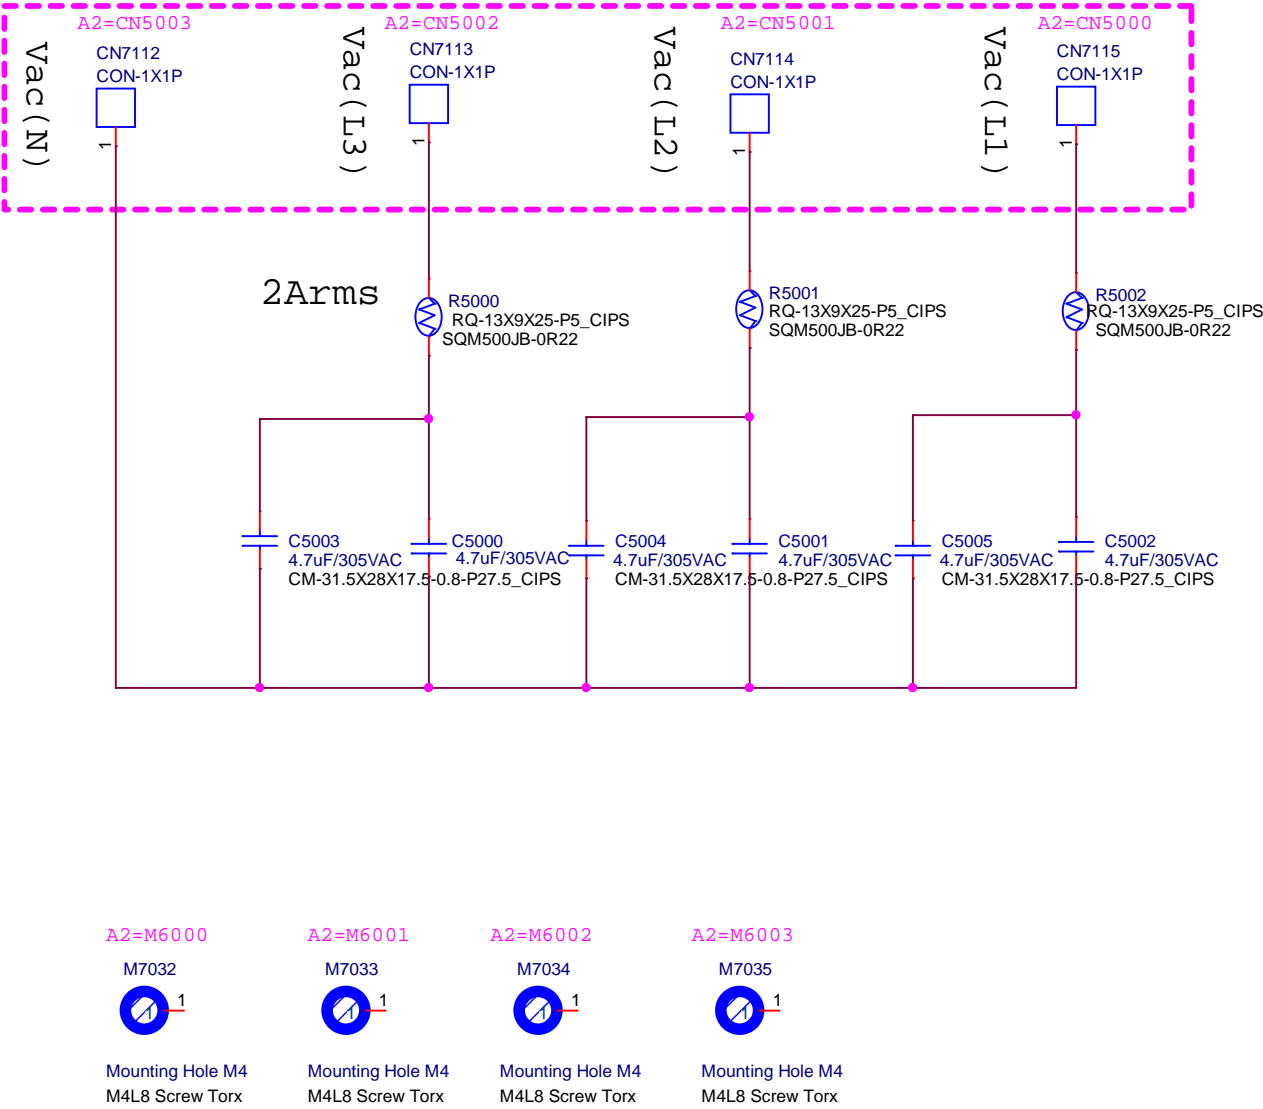 A2=CN5003
A2=CN5002
A2=CN5001
A2=CN5000
Vac(N)
CN7112
CON-1X1P
1
Vac(L3)
CN7113
CON-1X1P
1
Vac(L2)
CN7114
CON-1X1P
1
Vac(L1)
CN7115
CON-1X1P
1
2Arms
R5000
RQ-13X9X25-P5_CIPS
SQM500JB-0R22
R5001
RQ-13X9X25-P5_CIPS
SQM500JB-0R22
R5002
RQ-13X9X25-P5_CIPS
SQM500JB-0R22
C5003
4.7uF/305VAC
CM-31.5X28X17.5-0.8-P27.5_CIPS
C5000
4.7uF/305VAC
C5004
4.7uF/305VAC
CM-31.5X28X17.5-0.8-P27.5_CIPS
C5001
4.7uF/305VAC
C5005
4.7uF/305VAC
CM-31.5X28X17.5-0.8-P27.5_CIPS
C5002
4.7uF/305VAC
A2=M6000
A2=M6001
A2=M6002
A2=M6003
M7032
1
1
Mounting Hole M4
M4L8 Screw Torx
M7033
1
1
Mounting Hole M4
M4L8 Screw Torx
M7034
1
1
Mounting Hole M4
M4L8 Screw Torx
M7035
1
1
Mounting Hole M4
M4L8 Screw Torx